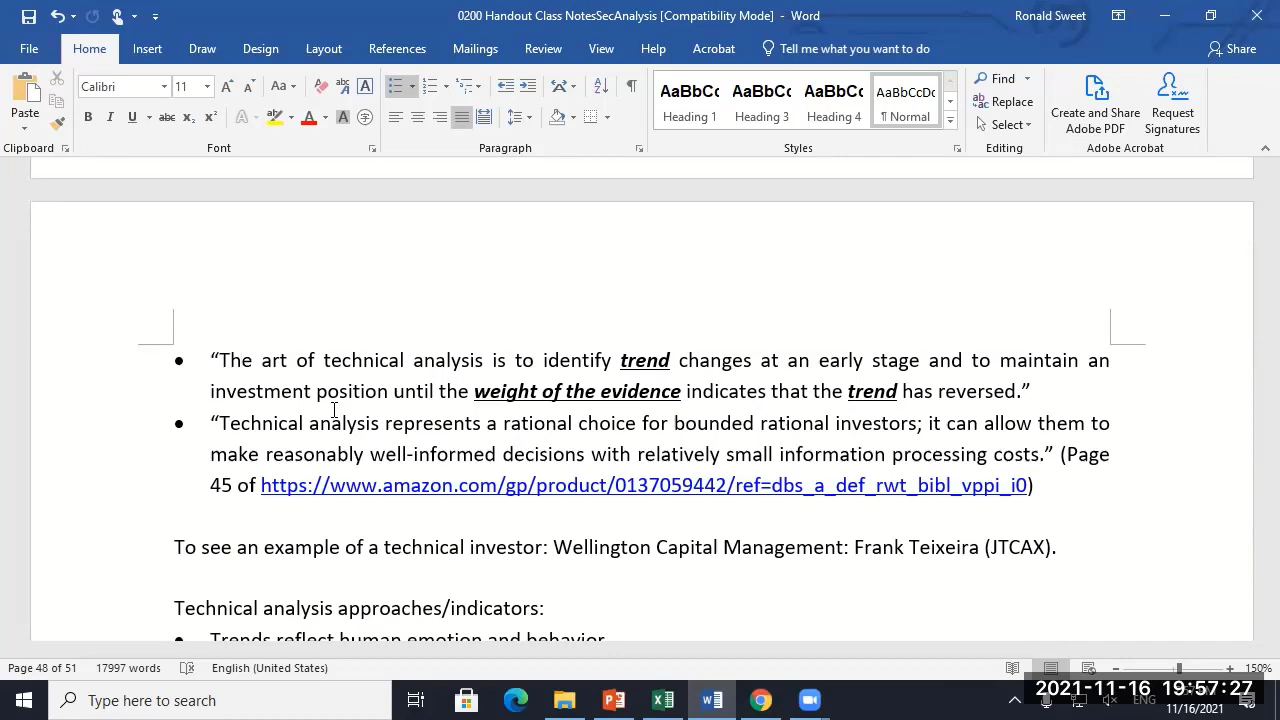 0200 Handout Class NotesSecAnalysis [Compatibility Mode] - Word
Ronald Sweet
File Home Insert Draw Design Layout References Mailings Review View Help Acrobat Tell me what you want to do Share
Paste
Calibri 11 Aa
AaBbCc AaBbCc AaBbCc AaBbCcDc
Heading 1 Heading 3 Heading 4 ¶ Normal
Find
Replace
Select
Create and Share Adobe PDF
Request Signatures
Clipboard Font Paragraph Styles Editing Adobe Acrobat
• “The art of technical analysis is to identify trend changes at an early stage and to maintain an
investment position until the weight of the evidence indicates that the trend has reversed.”
• “Technical analysis represents a rational choice for bounded rational investors; it can allow them to
make reasonably well-informed decisions with relatively small information processing costs.” (Page
45 of https://www.amazon.com/gp/product/0137059442/ref=dbs_a_def_rwt_bibl_vppi_i0)
To see an example of a technical investor: Wellington Capital Management: Frank Teixeira (JTCAX).
Technical analysis approaches/indicators:
• Trends reflect human emotion and behavior
Page 48 of 51 17997 words English (United States) 150%
Type here to search
2021-11-16 19:57:27
ENG
11/16/2021